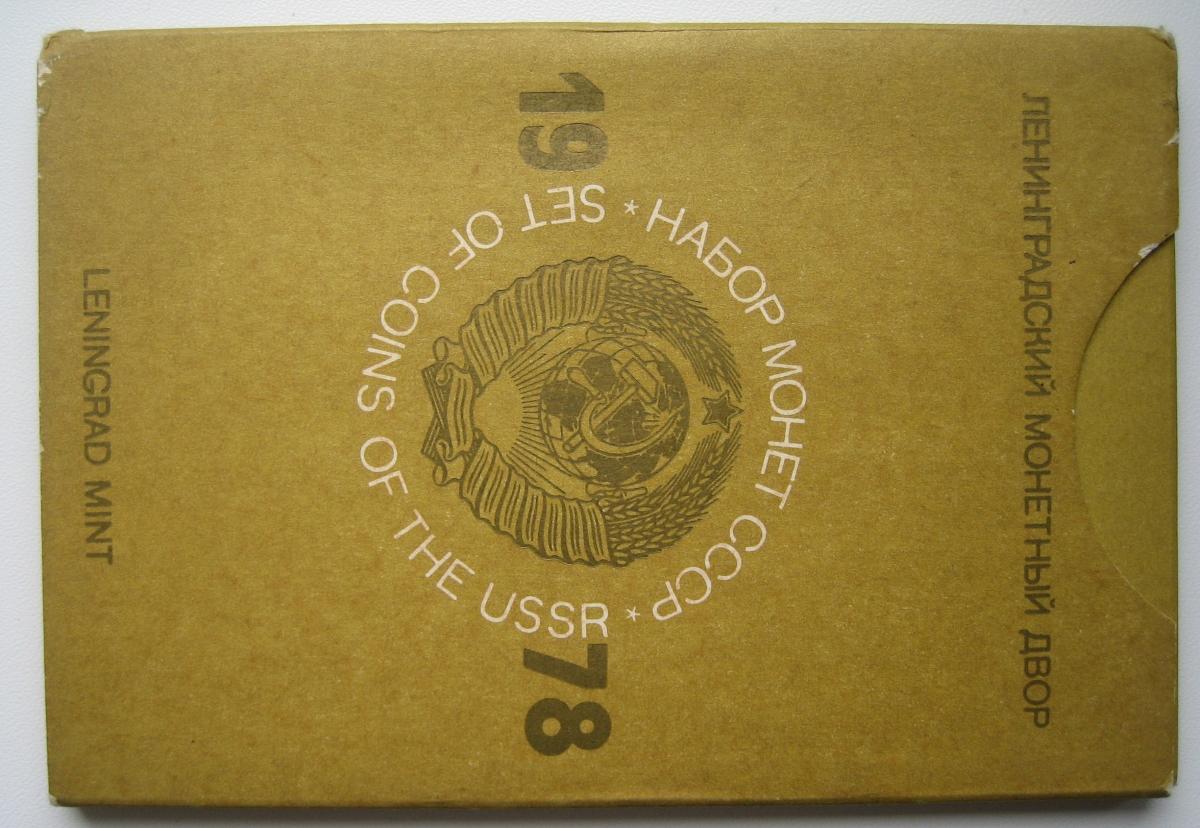 ЛЕНИНГРАДСКИЙ МОНЕТНЫЙ ДВОР
19
НАБОР МОНЕТ СССР *
SET OF COINS OF THE USSR *
78
LENINGRAD MINT